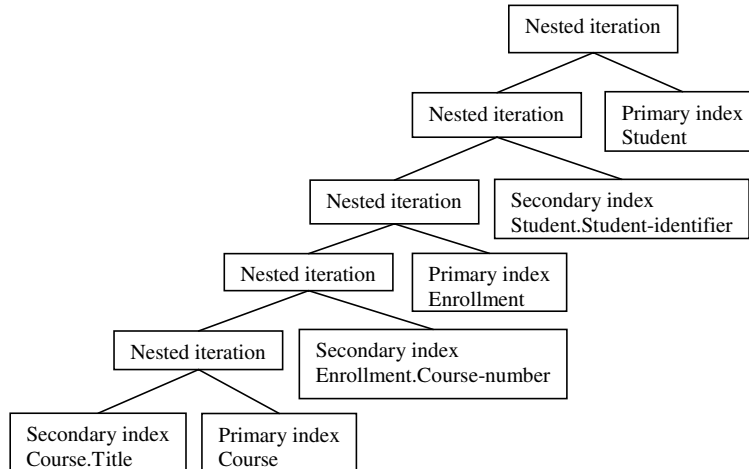 Nested iteration
Nested iteration
Primary index
Student
Nested iteration
Secondary index
Student.Student-identifier
Nested iteration
Primary index
Enrollment
Nested iteration
Secondary index
Enrollment.Course-number
Secondary index
Course.Title
Primary index
Course